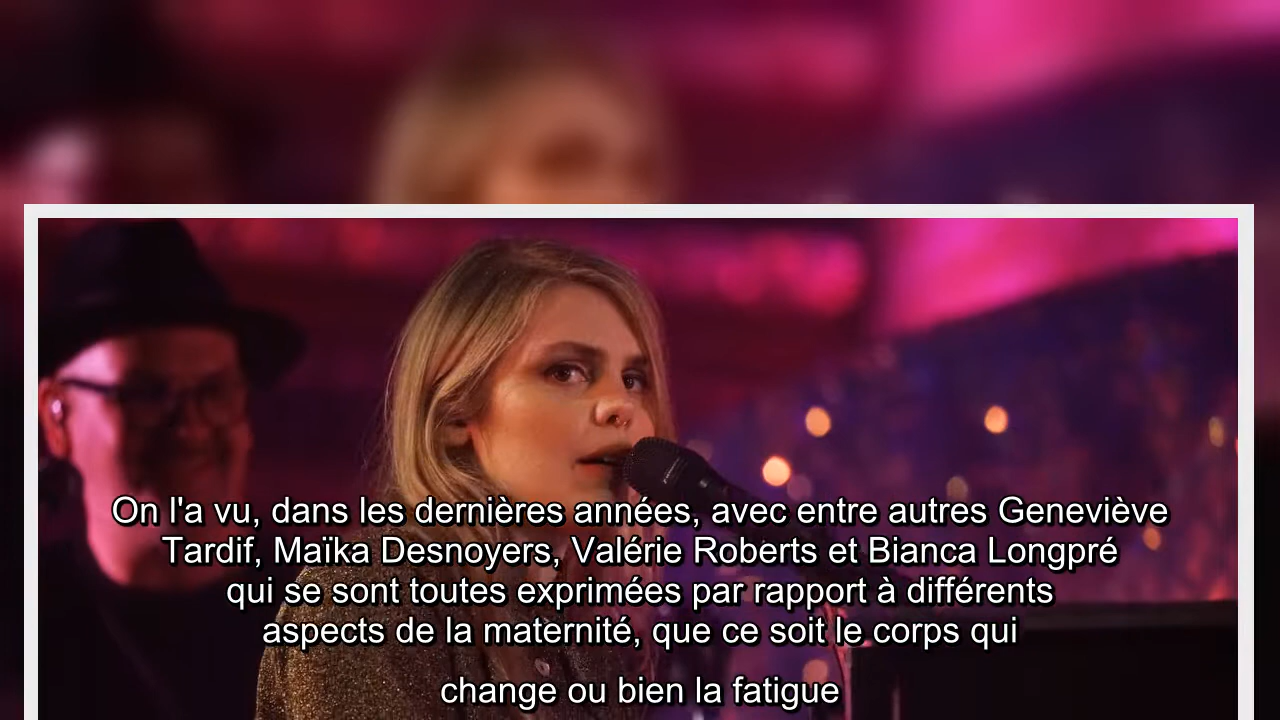 On l'a vu, dans les dernières années, avec entre autres Geneviève
Tardif, Maïka Desnoyers, Valérie Roberts et Bianca Longpré
qui se sont toutes exprimées par rapport à différents
aspects de la maternité, que ce soit le corps qui
change ou bien la fatigue